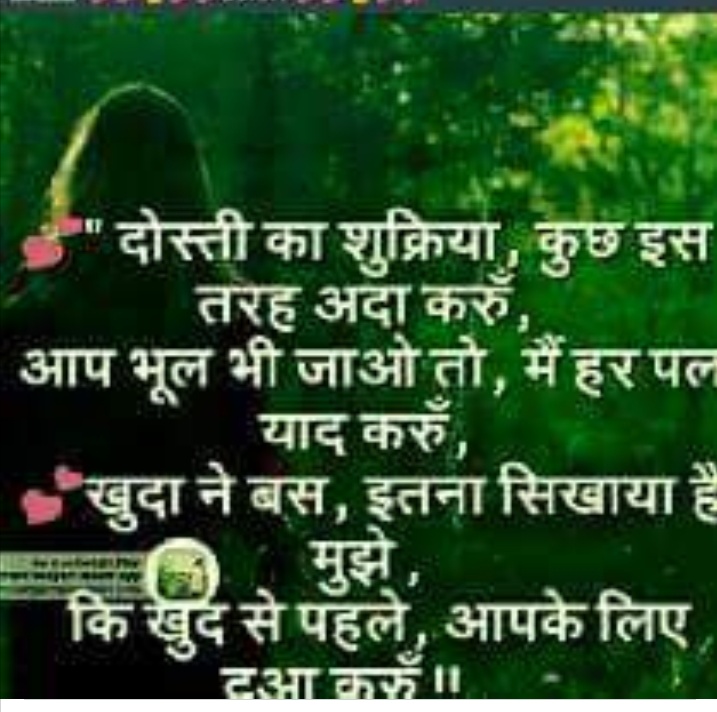 " दोस्ती का शुक्रिया, कुछ इस
तरह अदा करुँ,
आप भूल भी जाओ तो, मैं हर पल
याद करुँ,
खुदा ने बस, इतना सिखाया है
मुझे,
कि खुद से पहले, आपके लिए
दुआ करुँ ॥